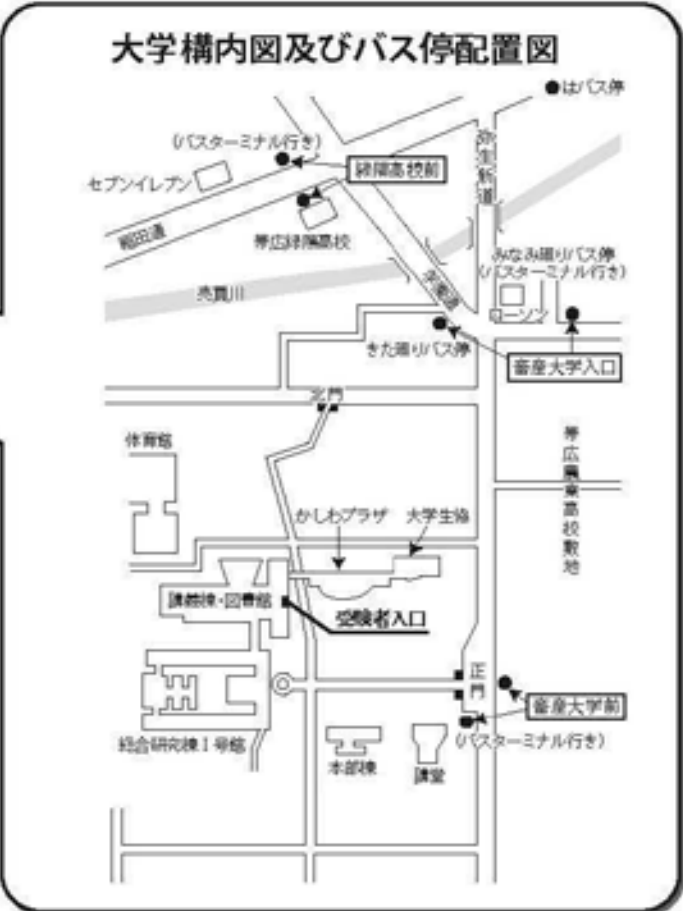 大学構内図及びバス停配置図
●はバス停
(バスターミナル行き)
緑陽高校前
セブンイレブン
弥生新道
稲田通
帯広緑陽高校
みなみ廻りバス停
(バスターミナル行き)
売買川
学園通
ローソン
きた廻りバス停
畜産大学入口
北門
体育館
帯広農業高校敷地
かしわプラザ
大学生協
講義棟・図書館
受験者入口
正門
畜産大学前
(バスターミナル行き)
総合研究棟Ⅰ号館
本部棟
講堂